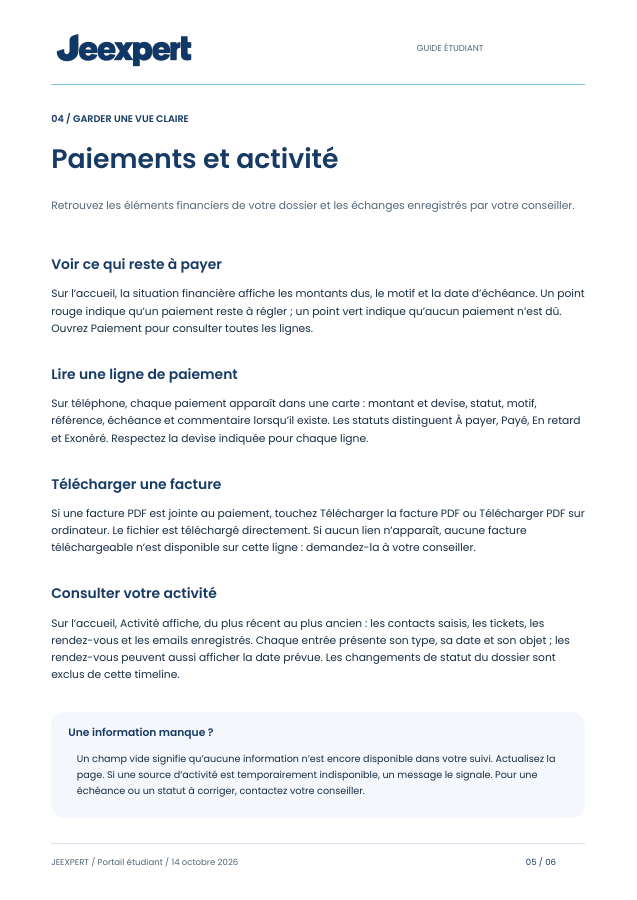 Jeexpert
GUIDE ÉTUDIANT
04 / GARDER UNE VUE CLAIRE
Paiements et activité
Retrouvez les éléments financiers de votre dossier et les échanges enregistrés par votre conseiller.
Voir ce qui reste à payer
Sur l’accueil, la situation financière affiche les montants dus, le motif et la date d’échéance. Un point
rouge indique qu’un paiement reste à régler ; un point vert indique qu’aucun paiement n’est dû.
Ouvrez Paiement pour consulter toutes les lignes.
Lire une ligne de paiement
Sur téléphone, chaque paiement apparaît dans une carte : montant et devise, statut, motif,
référence, échéance et commentaire lorsqu’il existe. Les statuts distinguent À payer, Payé, En retard
et Exonéré. Respectez la devise indiquée pour chaque ligne.
Télécharger une facture
Si une facture PDF est jointe au paiement, touchez Télécharger la facture PDF ou Télécharger PDF sur
ordinateur. Le fichier est téléchargé directement. Si aucun lien n’apparaît, aucune facture
téléchargeable n’est disponible sur cette ligne : demandez-la à votre conseiller.
Consulter votre activité
Sur l’accueil, Activité affiche, du plus récent au plus ancien : les contacts saisis, les tickets, les
rendez-vous et les emails enregistrés. Chaque entrée présente son type, sa date et son objet ; les
rendez-vous peuvent aussi afficher la date prévue. Les changements de statut du dossier sont
exclus de cette timeline.
Une information manque ?
Un champ vide signifie qu’aucune information n’est encore disponible dans votre suivi. Actualisez la
page. Si une source d’activité est temporairement indisponible, un message le signale. Pour une
échéance ou un statut à corriger, contactez votre conseiller.
JEEXPERT / Portail étudiant / 14 octobre 2026
05 / 06